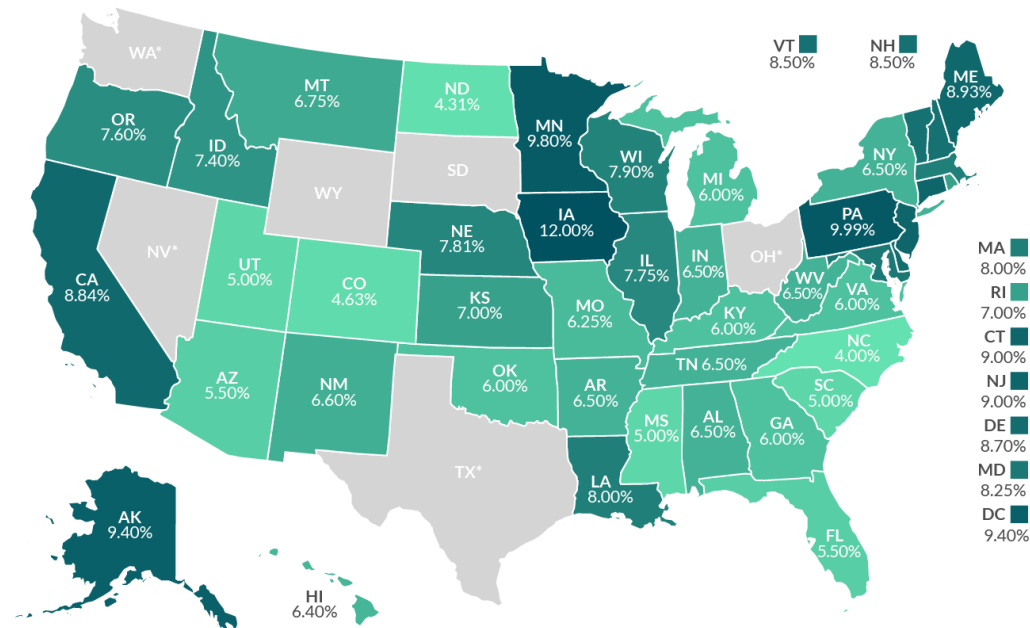 VT
8.50%
NH
8.50%
WA*
MT
6.75%
ND
4.31%
MN
9.80%
ME
8.93%
OR
7.60%
ID
7.40%
WY
SD
WI
7.90%
MI
6.00%
NY
6.50%
NV*
UT
5.00%
CO
4.63%
NE
7.81%
IA
12.00%
IL
7.75%
IN
6.50%
OH*
PA
9.99%
CA
8.84%
KS
7.00%
MO
6.25%
KY
6.00%
WV
6.50%
VA
6.00%
MA
8.00%
RI
7.00%
CT
9.00%
NJ
9.00%
DE
8.70%
MD
8.25%
DC
9.40%
AZ
5.50%
NM
6.60%
OK
6.00%
AR
6.50%
TN 6.50%
NC
4.00%
SC
5.00%
MS
5.00%
AL
6.50%
GA
6.00%
TX*
LA
8.00%
FL
5.50%
AK
9.40%
HI
6.40%